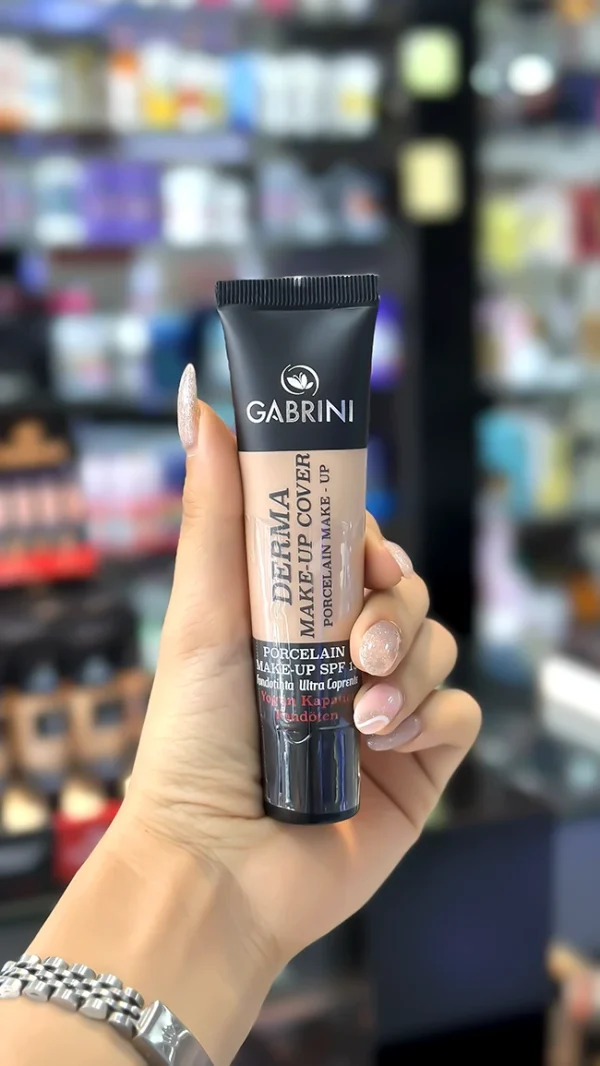 GABRINI
DERMA
MAKE-UP COVER
PORCELAIN MAKE - UP
PORCELAIN
MAKE-UP SPF
Fondotinta Ultra Coprente
Yoğun Kapatıcı
Fondöten